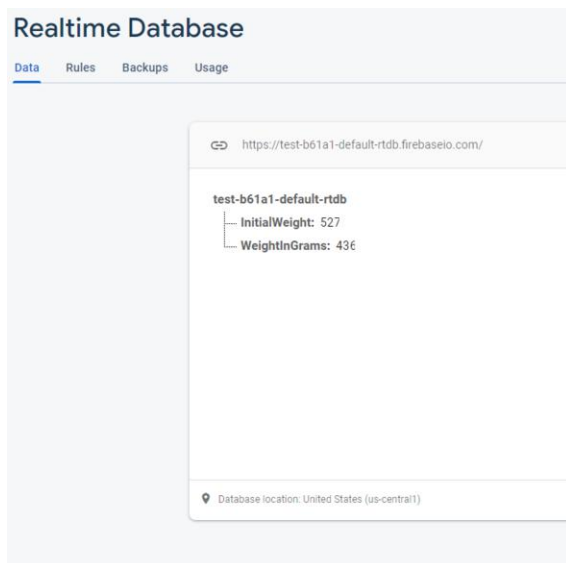 Realtime Database
Data Rules Backups Usage
https://test-b61a1-default-rtdb.firebaseio.com/
test-b61a1-default-rtdb
InitialWeight: 527
WeightInGrams: 436
Database location: United States (us-central1)